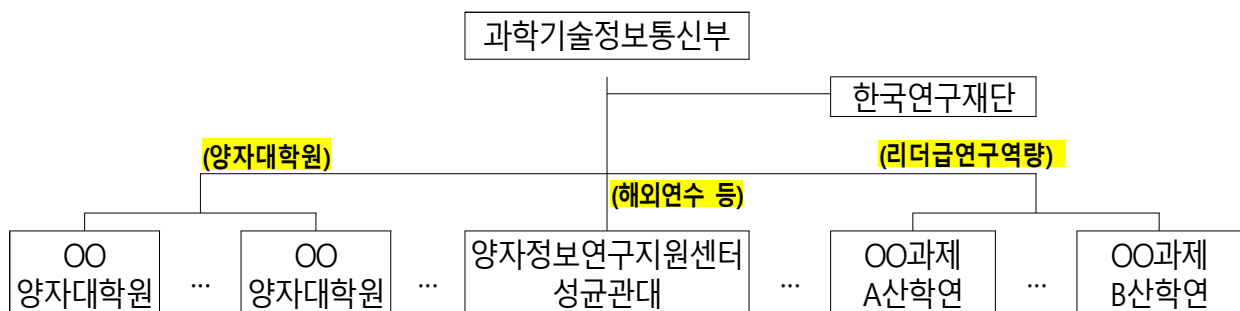 과학기술정보통신부
한국연구재단
(양자대학원)
(리더급연구역량)
(해외연수 등)
OO
양자대학원
...
OO
양자대학원
...
양자정보연구지원센터
성균관대
...
OO과제
A산학연
...
OO과제
B산학연